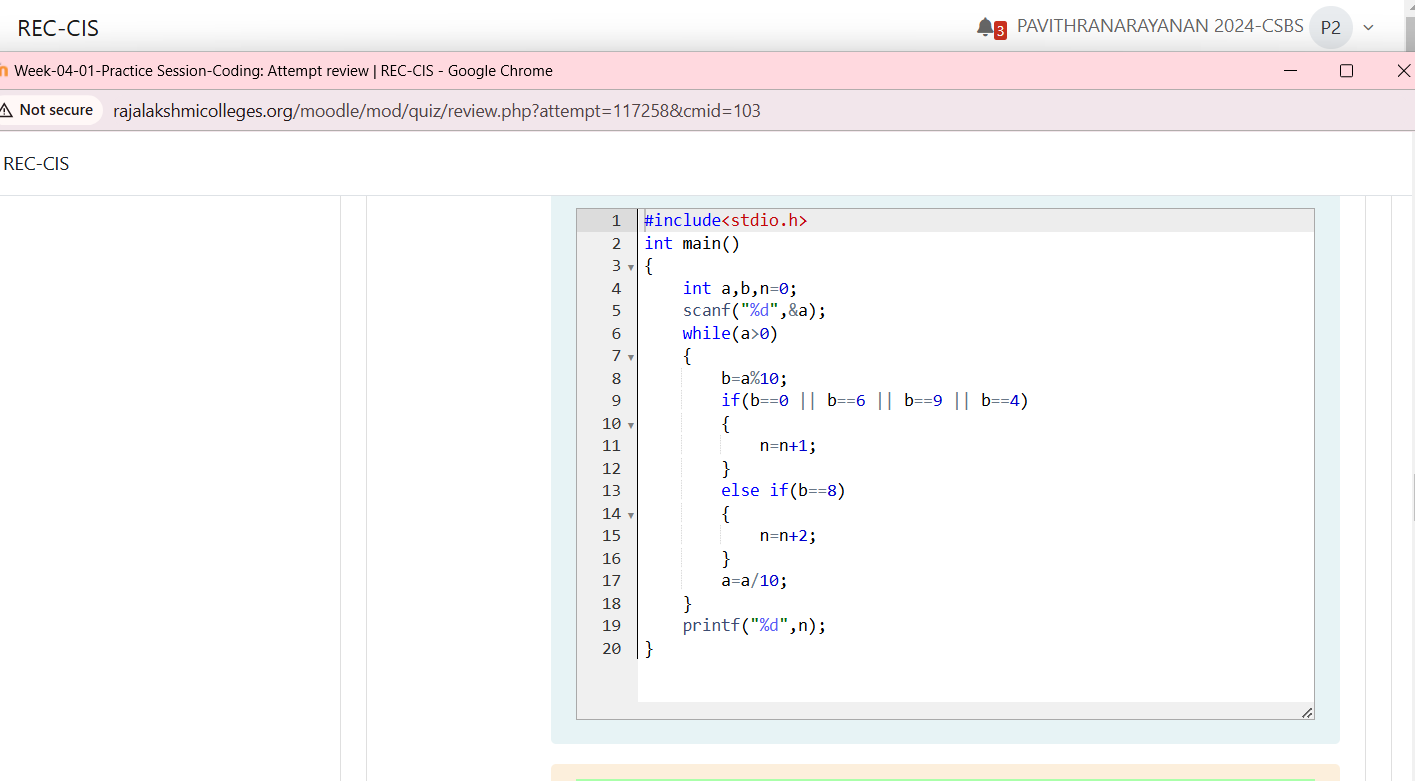 REC-CIS
3 PAVITHRANARAYANAN 2024-CSBS P2
Week-04-01-Practice Session-Coding: Attempt review | REC-CIS - Google Chrome
Not secure rajalakshmicolleges.org/moodle/mod/quiz/review.php?attempt=117258&cmid=103
REC-CIS
1 #include<stdio.h>
2 int main()
3 {
4     int a,b,n=0;
5     scanf("%d",&a);
6     while(a>0)
7     {
8         b=a%10;
9         if(b==0 || b==6 || b==9 || b==4)
10         {
11             n=n+1;
12         }
13         else if(b==8)
14         {
15             n=n+2;
16         }
17         a=a/10;
18     }
19     printf("%d",n);
20 }